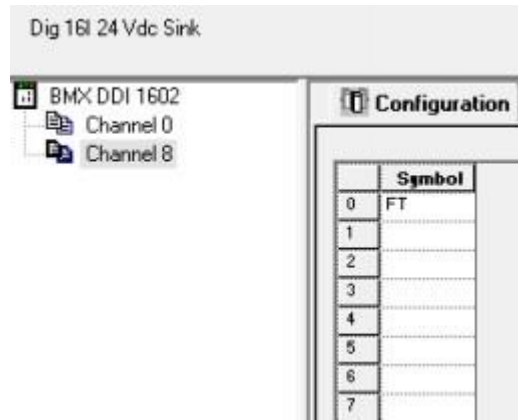 Dig 16I 24 Vdc Sink
BMX DDI 1602
Channel 0
Channel 8
Configuration
Symbol
0 FT
1
2
3
4
5
6
7